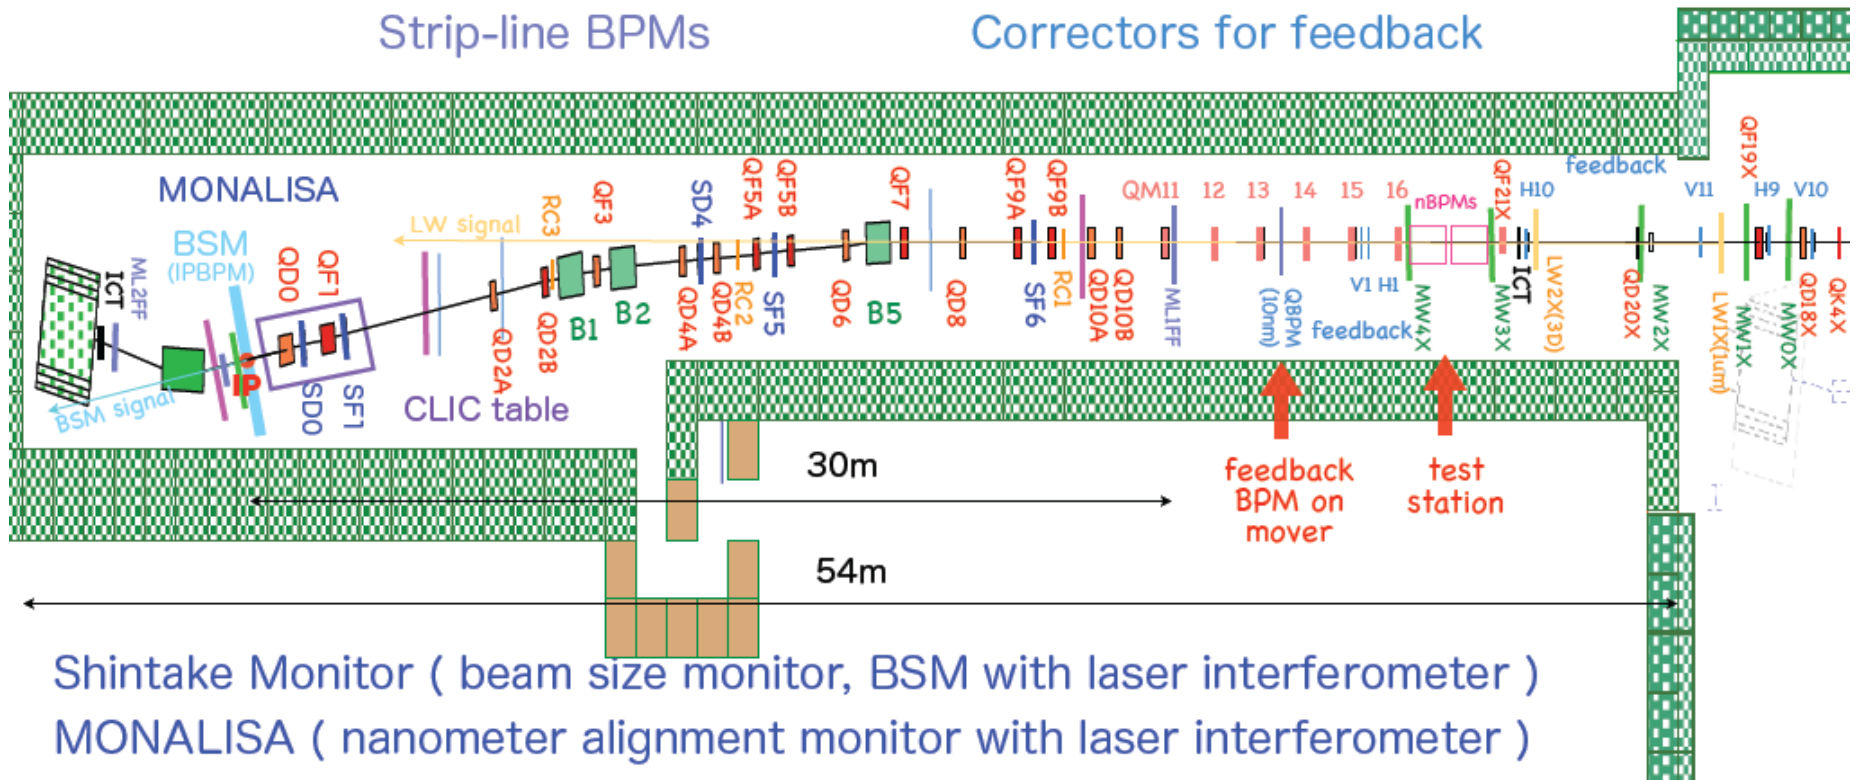 Strip-line BPMs
Correctors for feedback
MONALISA
BSM
(IPBPM)
ICT
ML2FF
QD0
QF1
LW signal
RC3
QF3
SD4
QF5A
QF5B
QF7
QF9A
QF9B
QM11
12
13
14
15
16
nBPMs
QF21X
H10
feedback
V11
QF19X
H9
V10
BSM signal
IP
SD0
SF1
CLIC table
QD2A
QD2B
B1
B2
QD4A
QD4B
RC2
SF5
QD6
B5
QD8
SF6
RC1
QD10A
QD10B
ML1FF
QBPM
(10nm)
V1 H1
feedback
MW4X
MW3X
ICT
LW2X(3D)
QD20X
MW2X
LW1X(1um)
MW1X
MW0X
QD18X
QK4X
30m
feedback
BPM on
mover
test
station
54m
Shintake Monitor ( beam size monitor, BSM with laser interferometer )
MONALISA ( nanometer alignment monitor with laser interferometer )